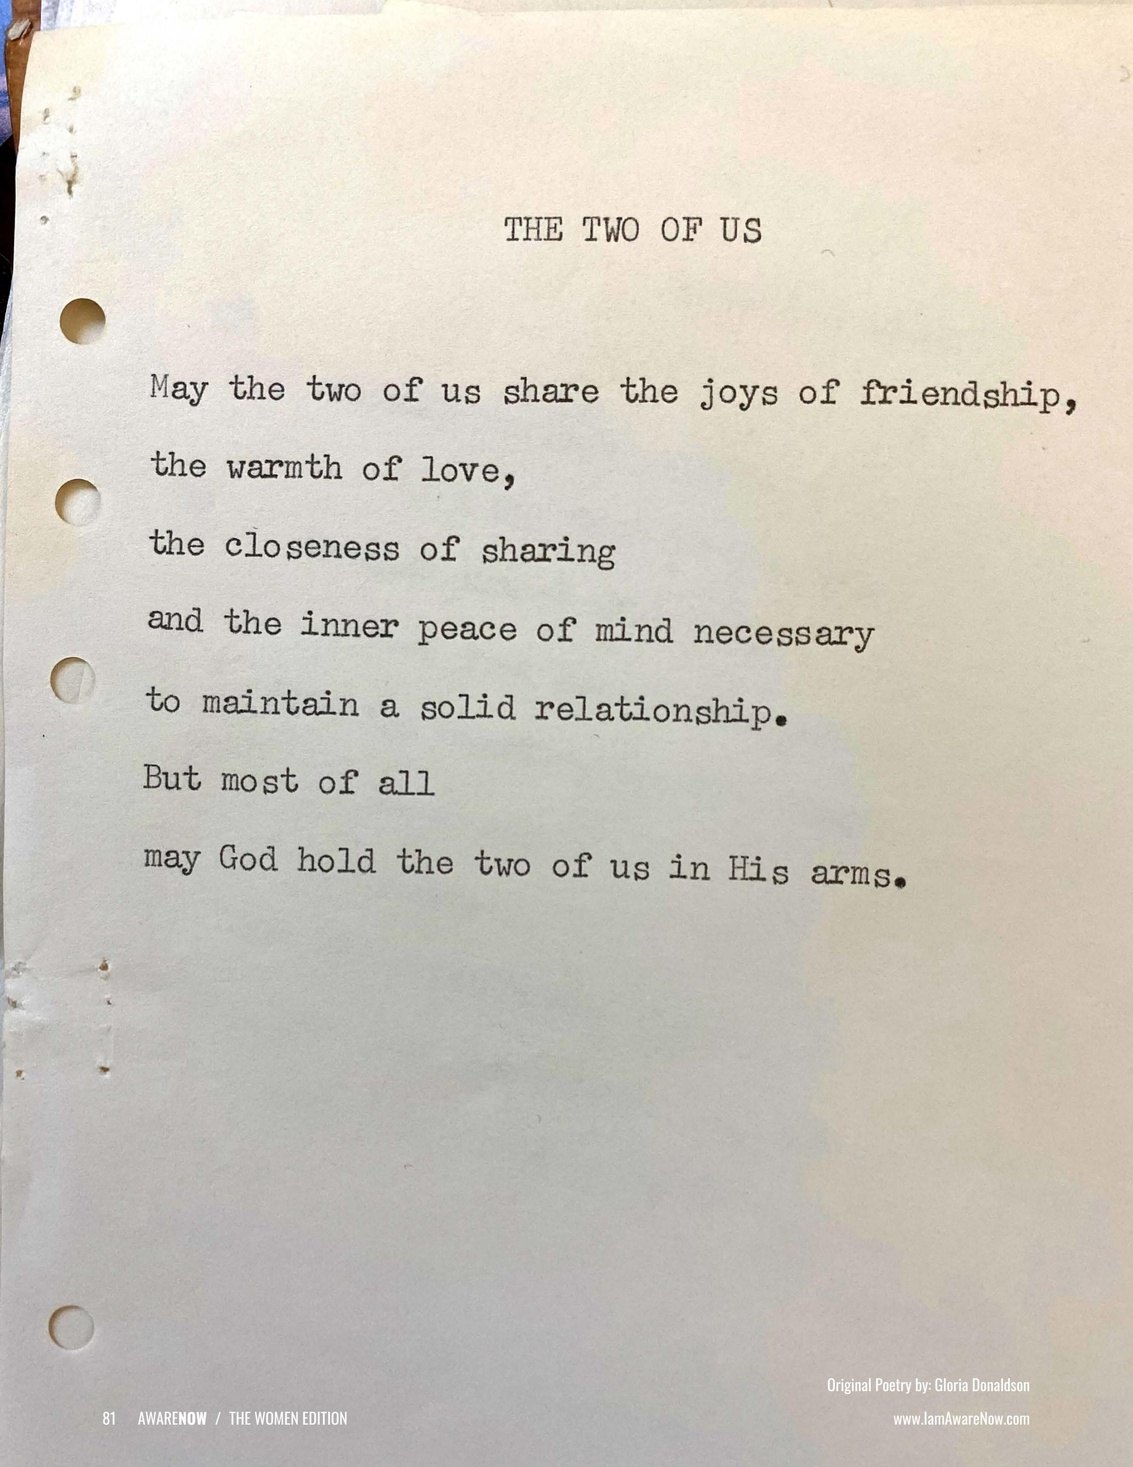 THE TWO OF US
May the two of us share the joys of friendship,
the warmth of love,
the closeness of sharing
and the inner peace of mind necessary
to maintain a solid relationship.
But most of all
may God hold the two of us in His arms.
Original Poetry by: Gloria Donaldson
81 AWARENOW / THE WOMEN EDITION
www.IamAwareNow.com